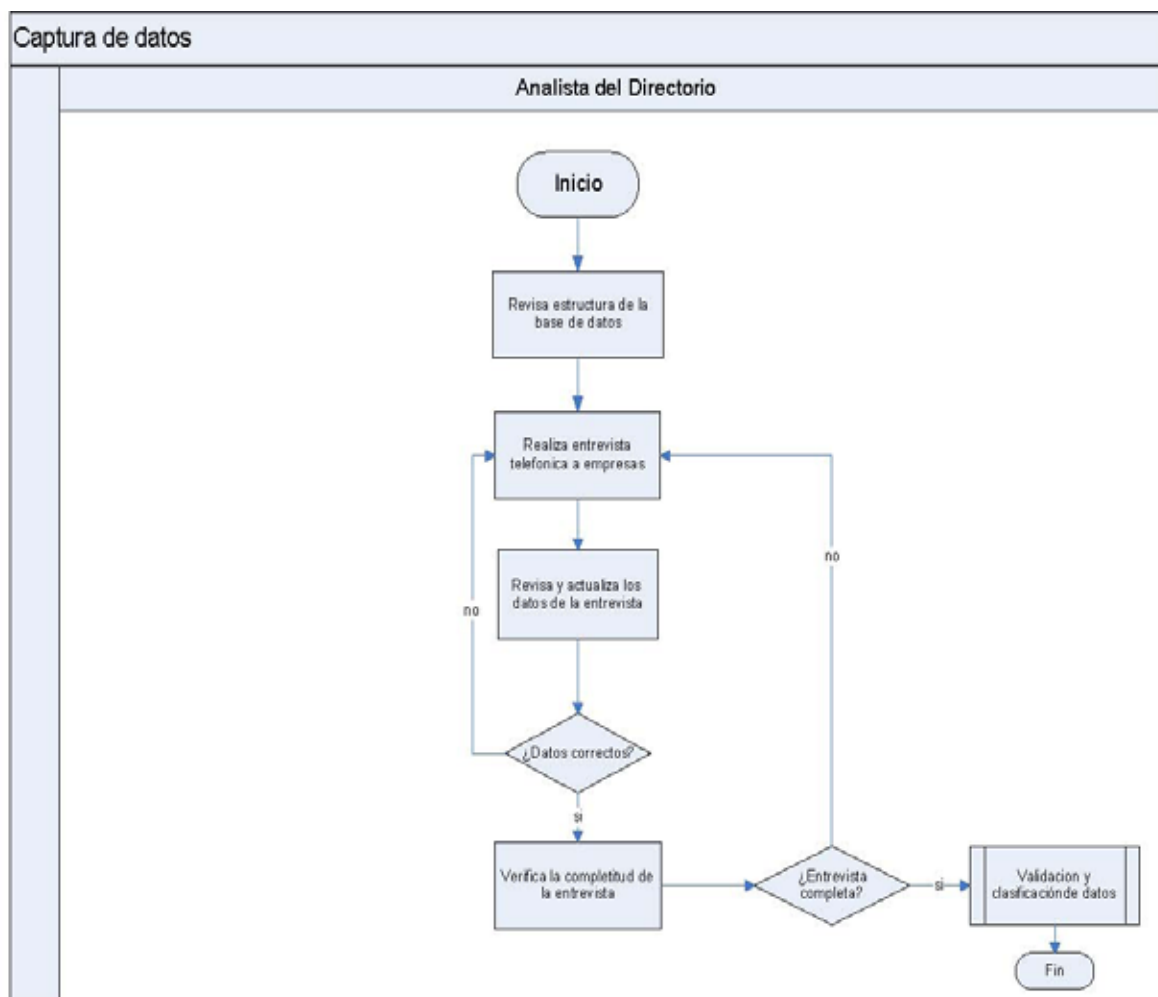 Captura de datos
Analista del Directorio
Inicio
Revisa estructura de la
base de datos
Realiza entrevista
telefonica a empresas
no
Revisa y actualiza los
datos de la entrevista
no
¿Datos correctos?
si
Verifica la completitud de
la entrevista
¿Entrevista
completa?
si
Validacion y
clasificaciónde datos
Fin